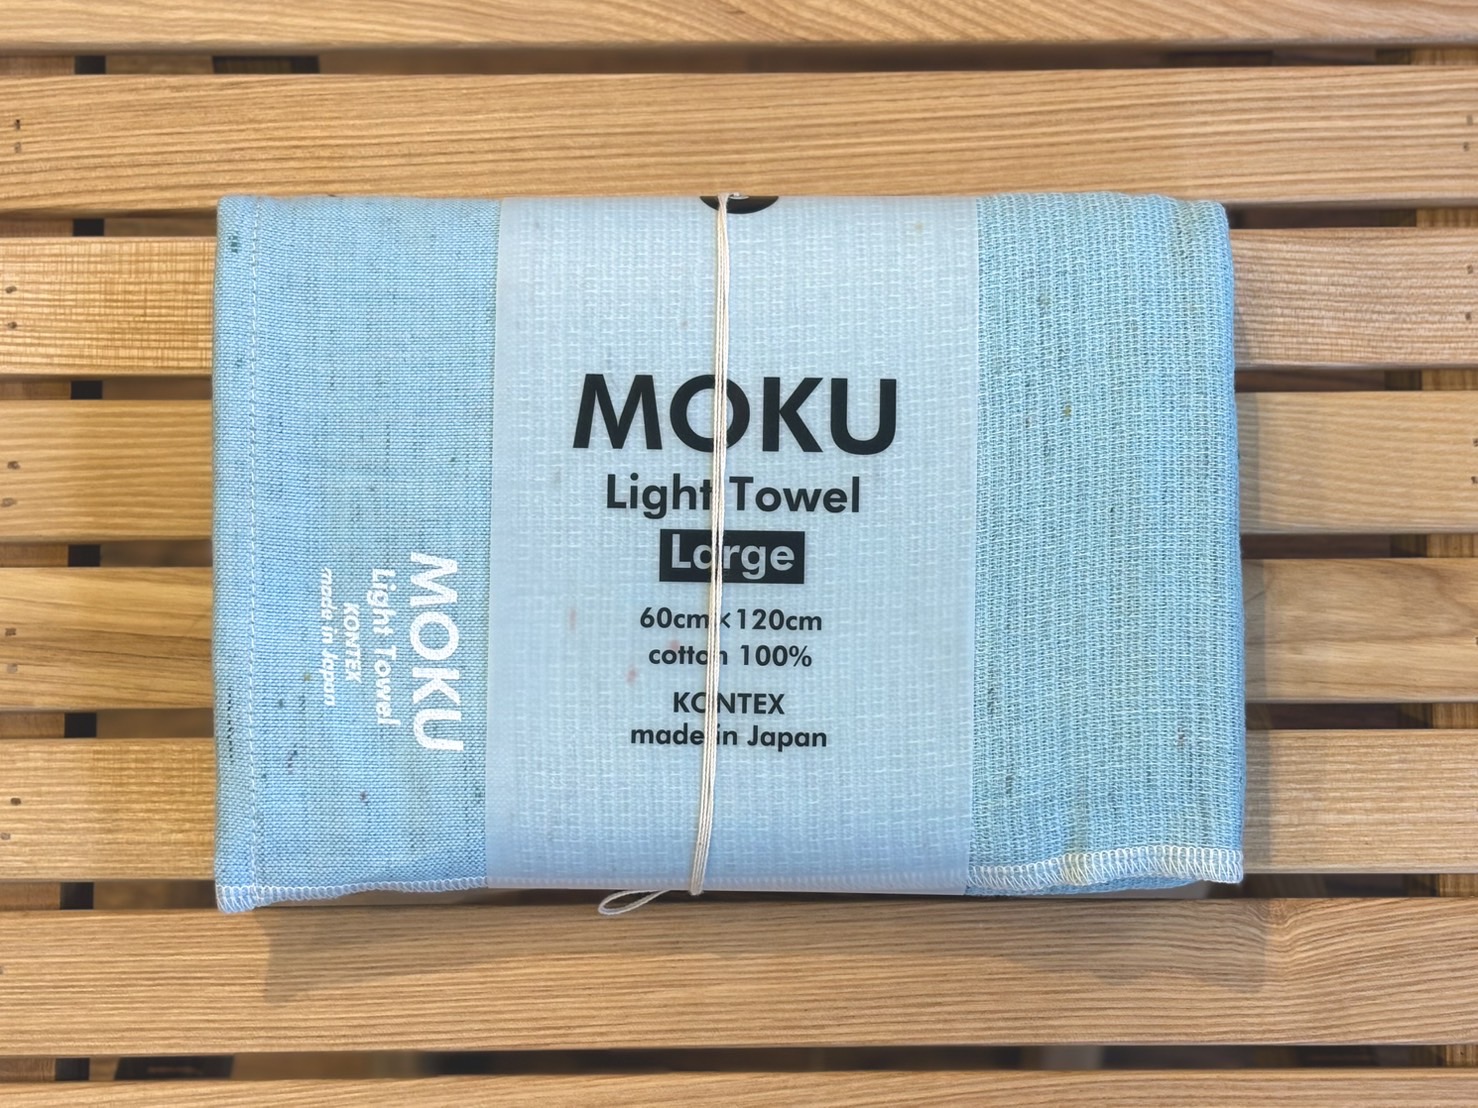 MOKU
Light Towel
Large
60cm×120cm
cotton 100%
KONTEX
made in Japan
MOKU
Light Towel
KONTEX
made in Japan